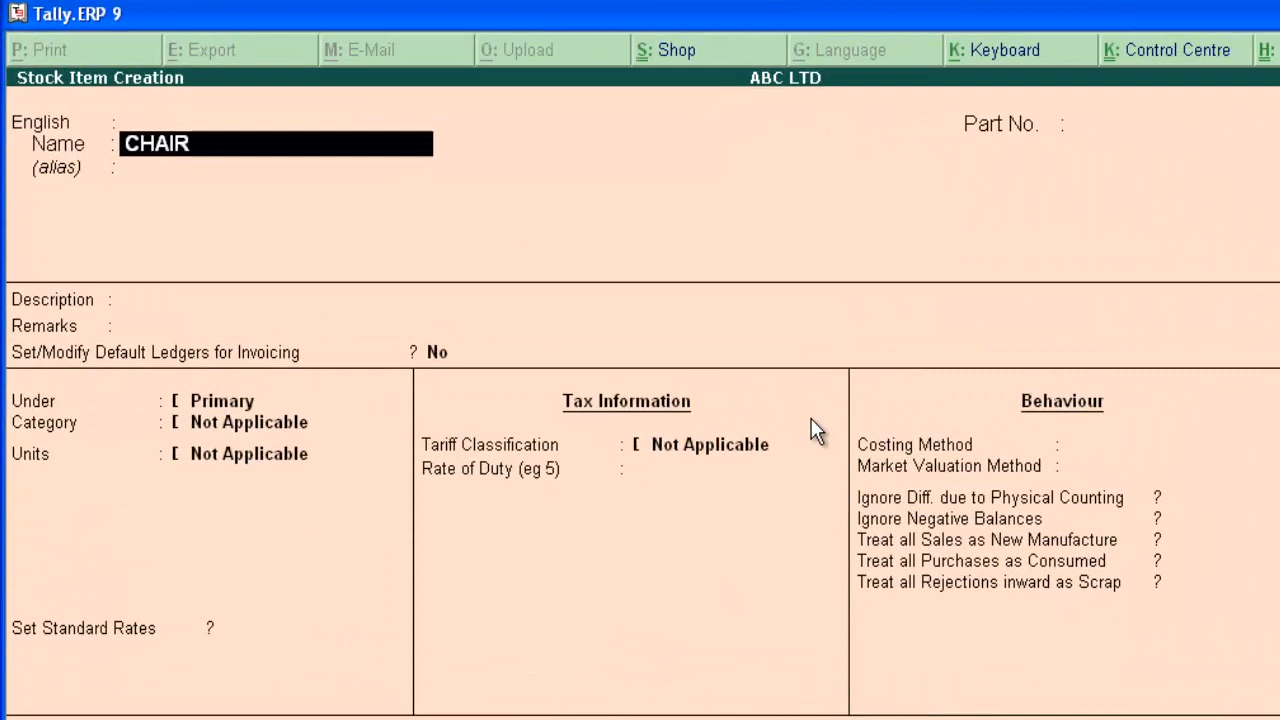 Tally.ERP 9
P: Print E: Export M: E-Mail O: Upload S: Shop G: Language K: Keyboard K: Control Centre H:
Stock Item Creation ABC LTD
English :
Name : CHAIR
Part No. :
(alias) :
Description :
Remarks :
Set/Modify Default Ledgers for Invoicing ? No
Under : [ Primary
Category : [ Not Applicable
Units : [ Not Applicable
Set Standard Rates ?
Tax Information
Tariff Classification : [ Not Applicable
Rate of Duty (eg 5) :
Behaviour
Costing Method :
Market Valuation Method :
Ignore Diff. due to Physical Counting ?
Ignore Negative Balances ?
Treat all Sales as New Manufacture ?
Treat all Purchases as Consumed ?
Treat all Rejections inward as Scrap ?